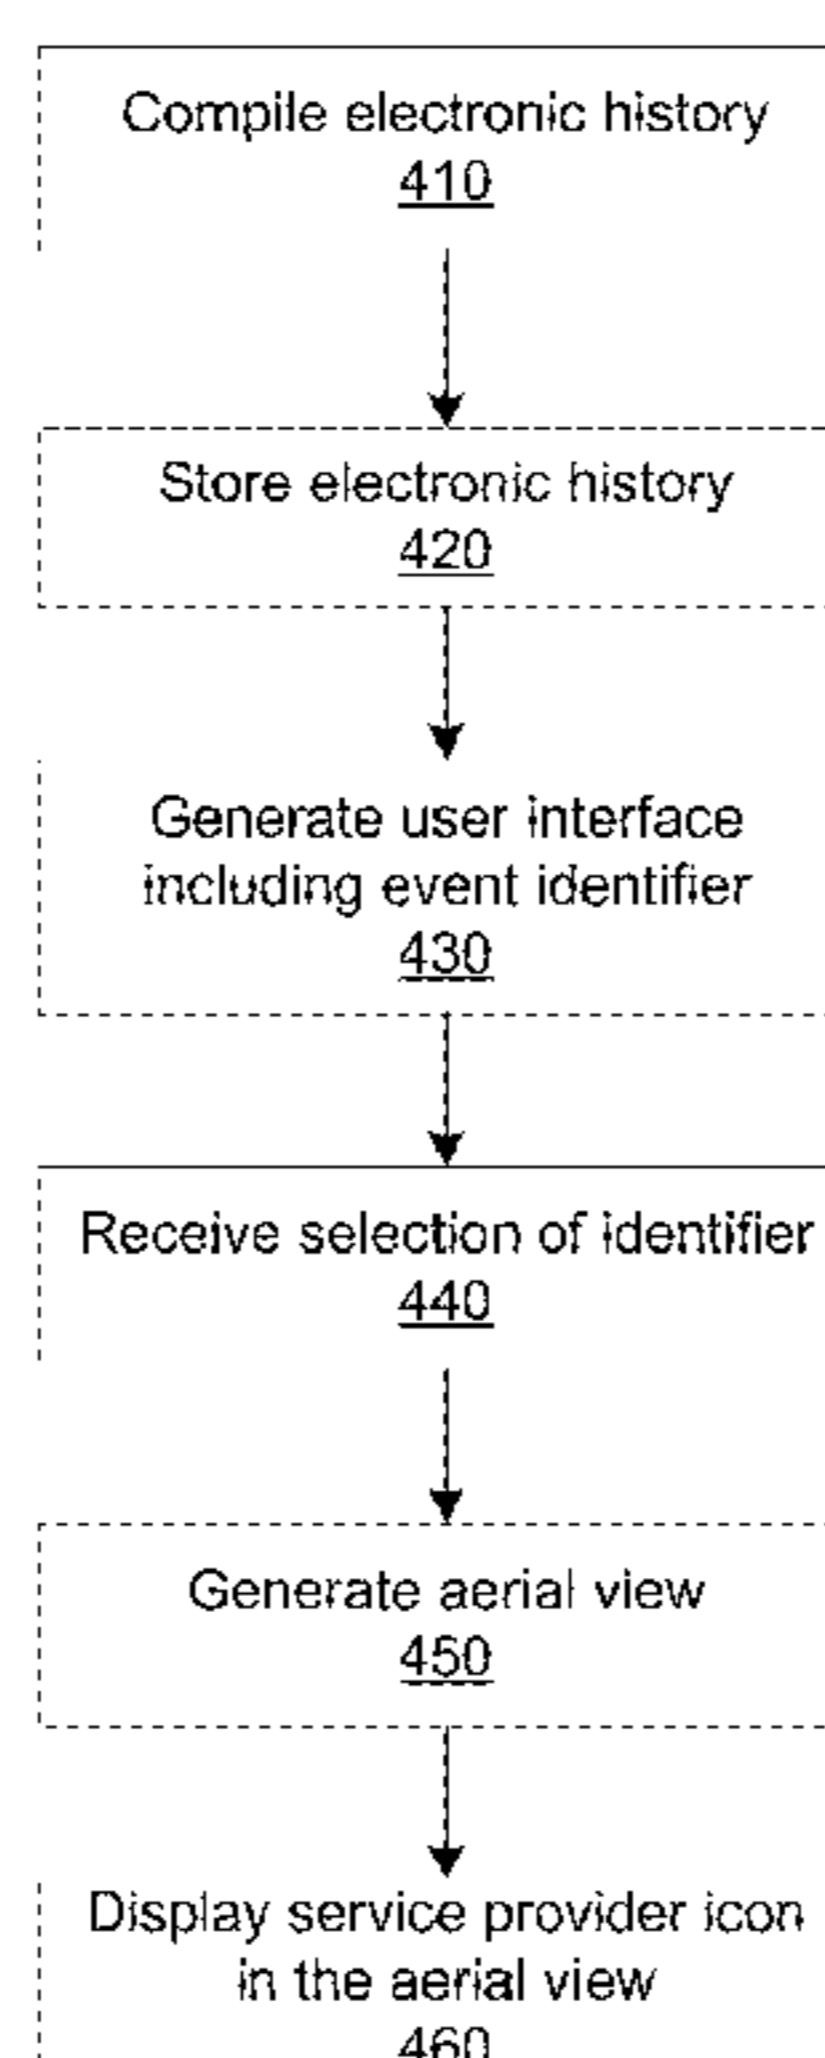 Compile electronic history
410
Store electronic history
420
Generate user interface
including event identifier
430
Receive selection of identifier
440
Generate aerial view
450
Display service provider icon
in the aerial view
460